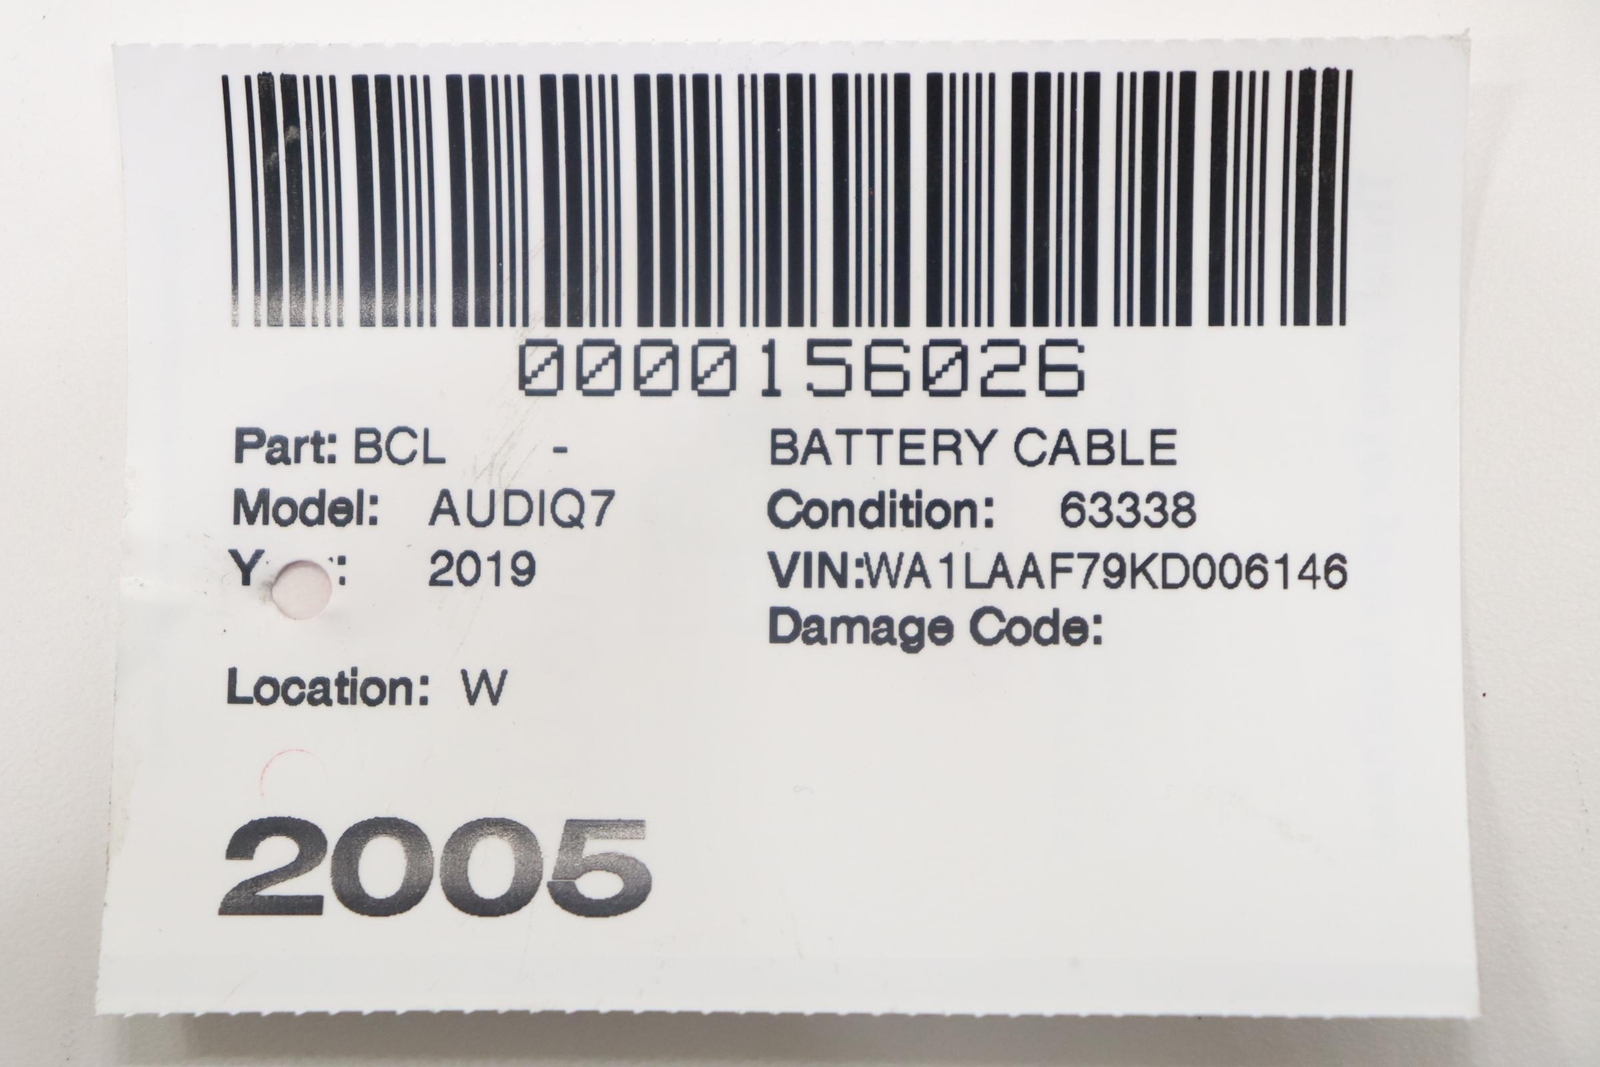 0000156026
Part: BCL - BATTERY CABLE
Model: AUDIQ7 Condition: 63338
2019 VIN:WA1LAAF79KD006146
Damage Code:
Location: W
2005